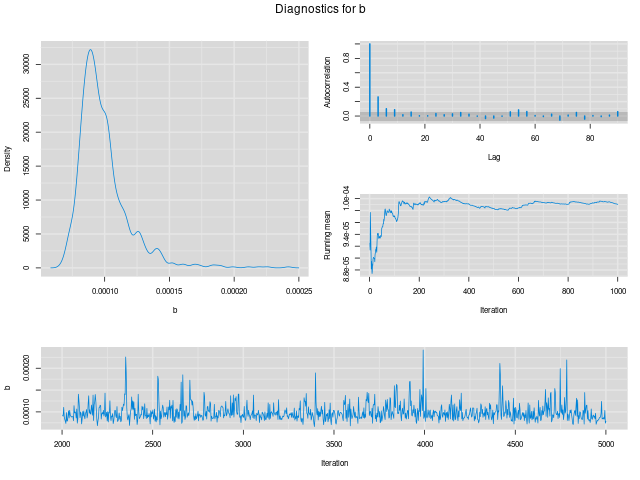 Diagnostics for b
Density
0
5000
10000
15000
20000
25000
30000
0.00010
0.00015
0.00020
0.00025
b
Autocorrelation
0.0
0.4
0.8
0
20
40
60
80
Lag
Running mean
8.8e-05
9.4e-05
1.0e-04
0
200
400
600
800
1000
Iteration
b
0.00010
0.00020
2000
2500
3000
3500
4000
4500
5000
Iteration